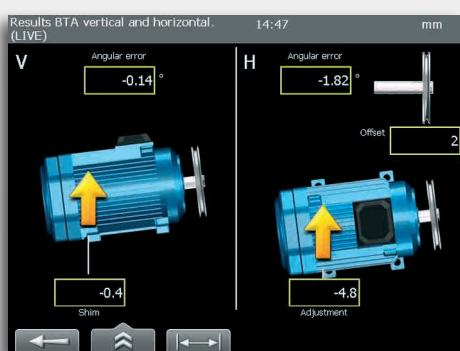 Results BTA vertical and horizontal. 14:47 mm
(LIVE)
V
Angular error
-0.14 °
H
Angular error
-1.82 °
Offset
2
-0.4
Shim
-4.8
Adjustment